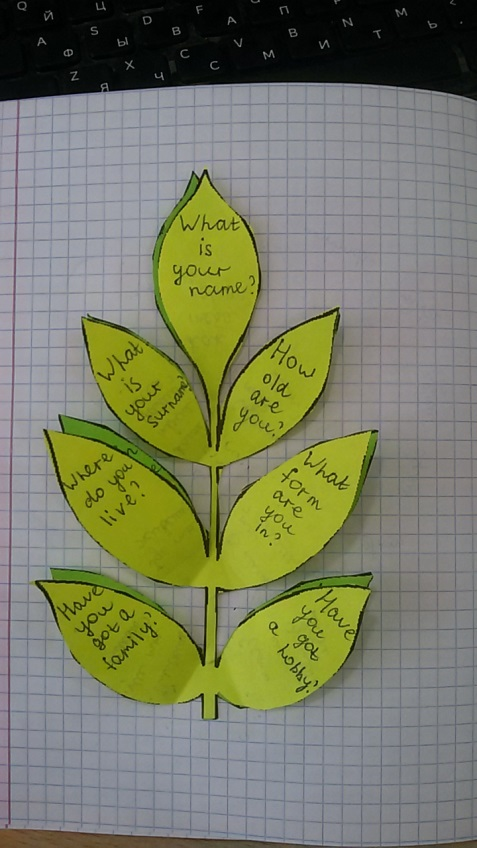 What
is
your
name?
What
is
your
surname?
How
old
are
you?
Where
do you
live?
What
form
are
you
in?
Have
you
got a
family?
Have
you got
a hobby?